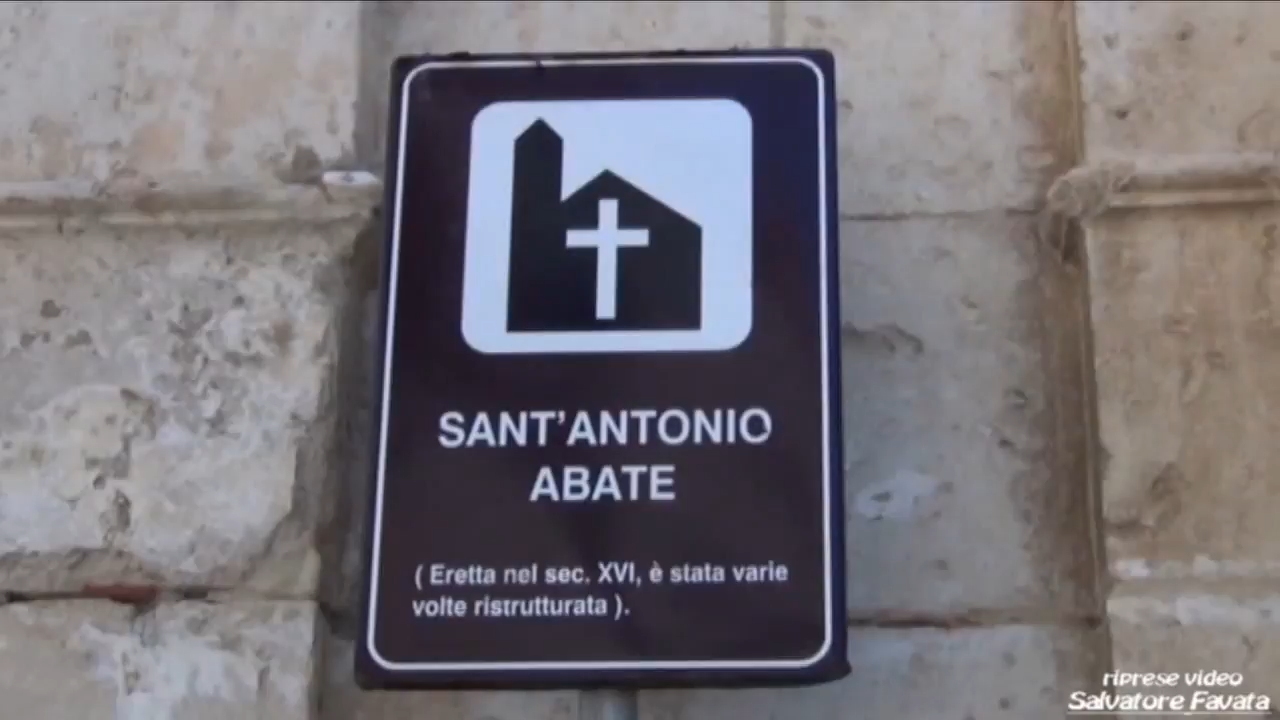 SANT'ANTONIO
ABATE
( Eretta nel sec. XVI, è stata varie
volte ristrutturata ).
riprese video
Salvatore Favata